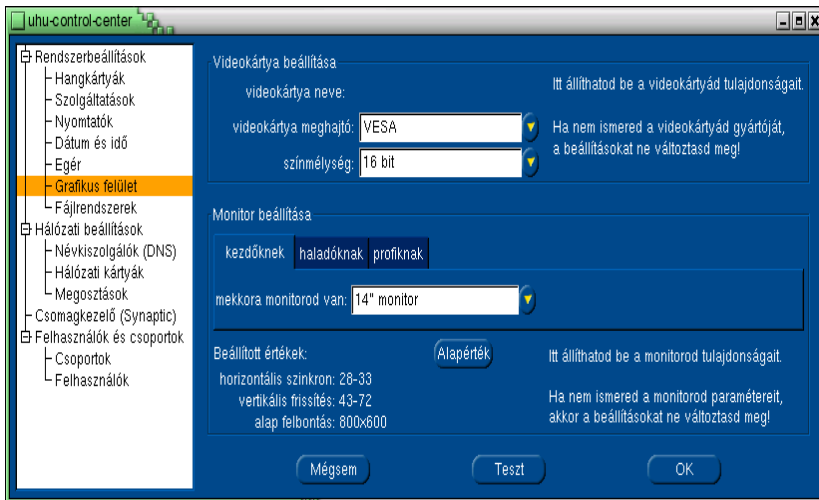 uhu-control-center
Rendszerbeállítások
Hangkártyák
Szolgáltatások
Nyomtatók
Dátum és idő
Egér
Grafikus felület
Fájlrendszerek
Hálózati beállítások
Névkiszolgálók (DNS)
Hálózati kártyák
Megosztások
Csomagkezelő (Synaptic)
Felhasználók és csoportok
Csoportok
Felhasználók
Videokártya beállítása
videokártya neve:
videokártya meghajtó: VESA
színmélység: 16 bit
Itt állíthatod be a videokártyád tulajdonságait.
Ha nem ismered a videokártyád gyártóját,
a beállításokat ne változtasd meg!
Monitor beállítása
kezdőknek haladóknak profiknak
mekkora monitorod van: 14" monitor
Beállított értékek:
Alapérték
horizontális szinkron: 28-33
vertikális frissítés: 43-72
alap felbontás: 800x600
Itt állíthatod be a monitorod tulajdonságait.
Ha nem ismered a monitorod paramétereit,
akkor a beállításokat ne változtasd meg!
Mégsem Teszt OK